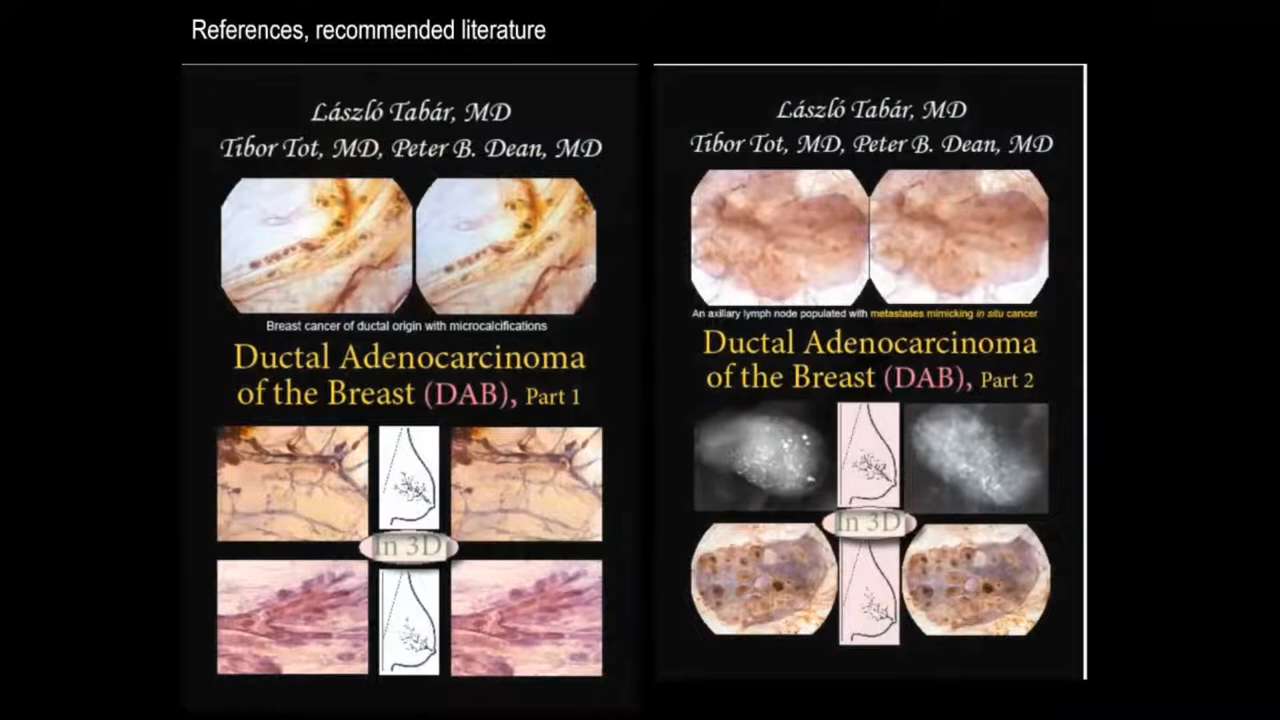 References, recommended literature
László Tabár, MD
Tibor Tot, MD, Peter B. Dean, MD
Breast cancer of ductal origin with microcalcifications
Ductal Adenocarcinoma
of the Breast (DAB), Part 1
In 3D
László Tabár, MD
Tibor Tot, MD, Peter B. Dean, MD
An axillary lymph node populated with metastases mimicking in situ cancer
Ductal Adenocarcinoma
of the Breast (DAB), Part 2
In 3D